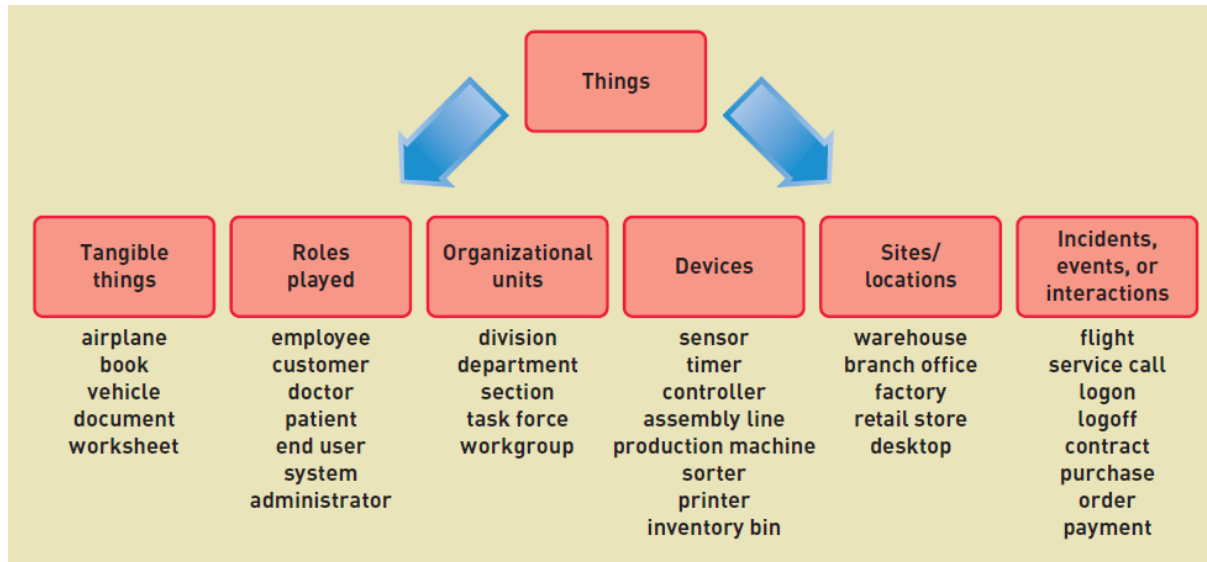 Things
Tangible
things
airplane
book
vehicle
document
worksheet
Roles
played
employee
customer
doctor
patient
end user
system
administrator
Organizational
units
division
department
section
task force
workgroup
Devices
sensor
timer
controller
assembly line
production machine
sorter
printer
inventory bin
Sites/
locations
warehouse
branch office
factory
retail store
desktop
Incidents,
events, or
interactions
flight
service call
logon
logoff
contract
purchase
order
payment